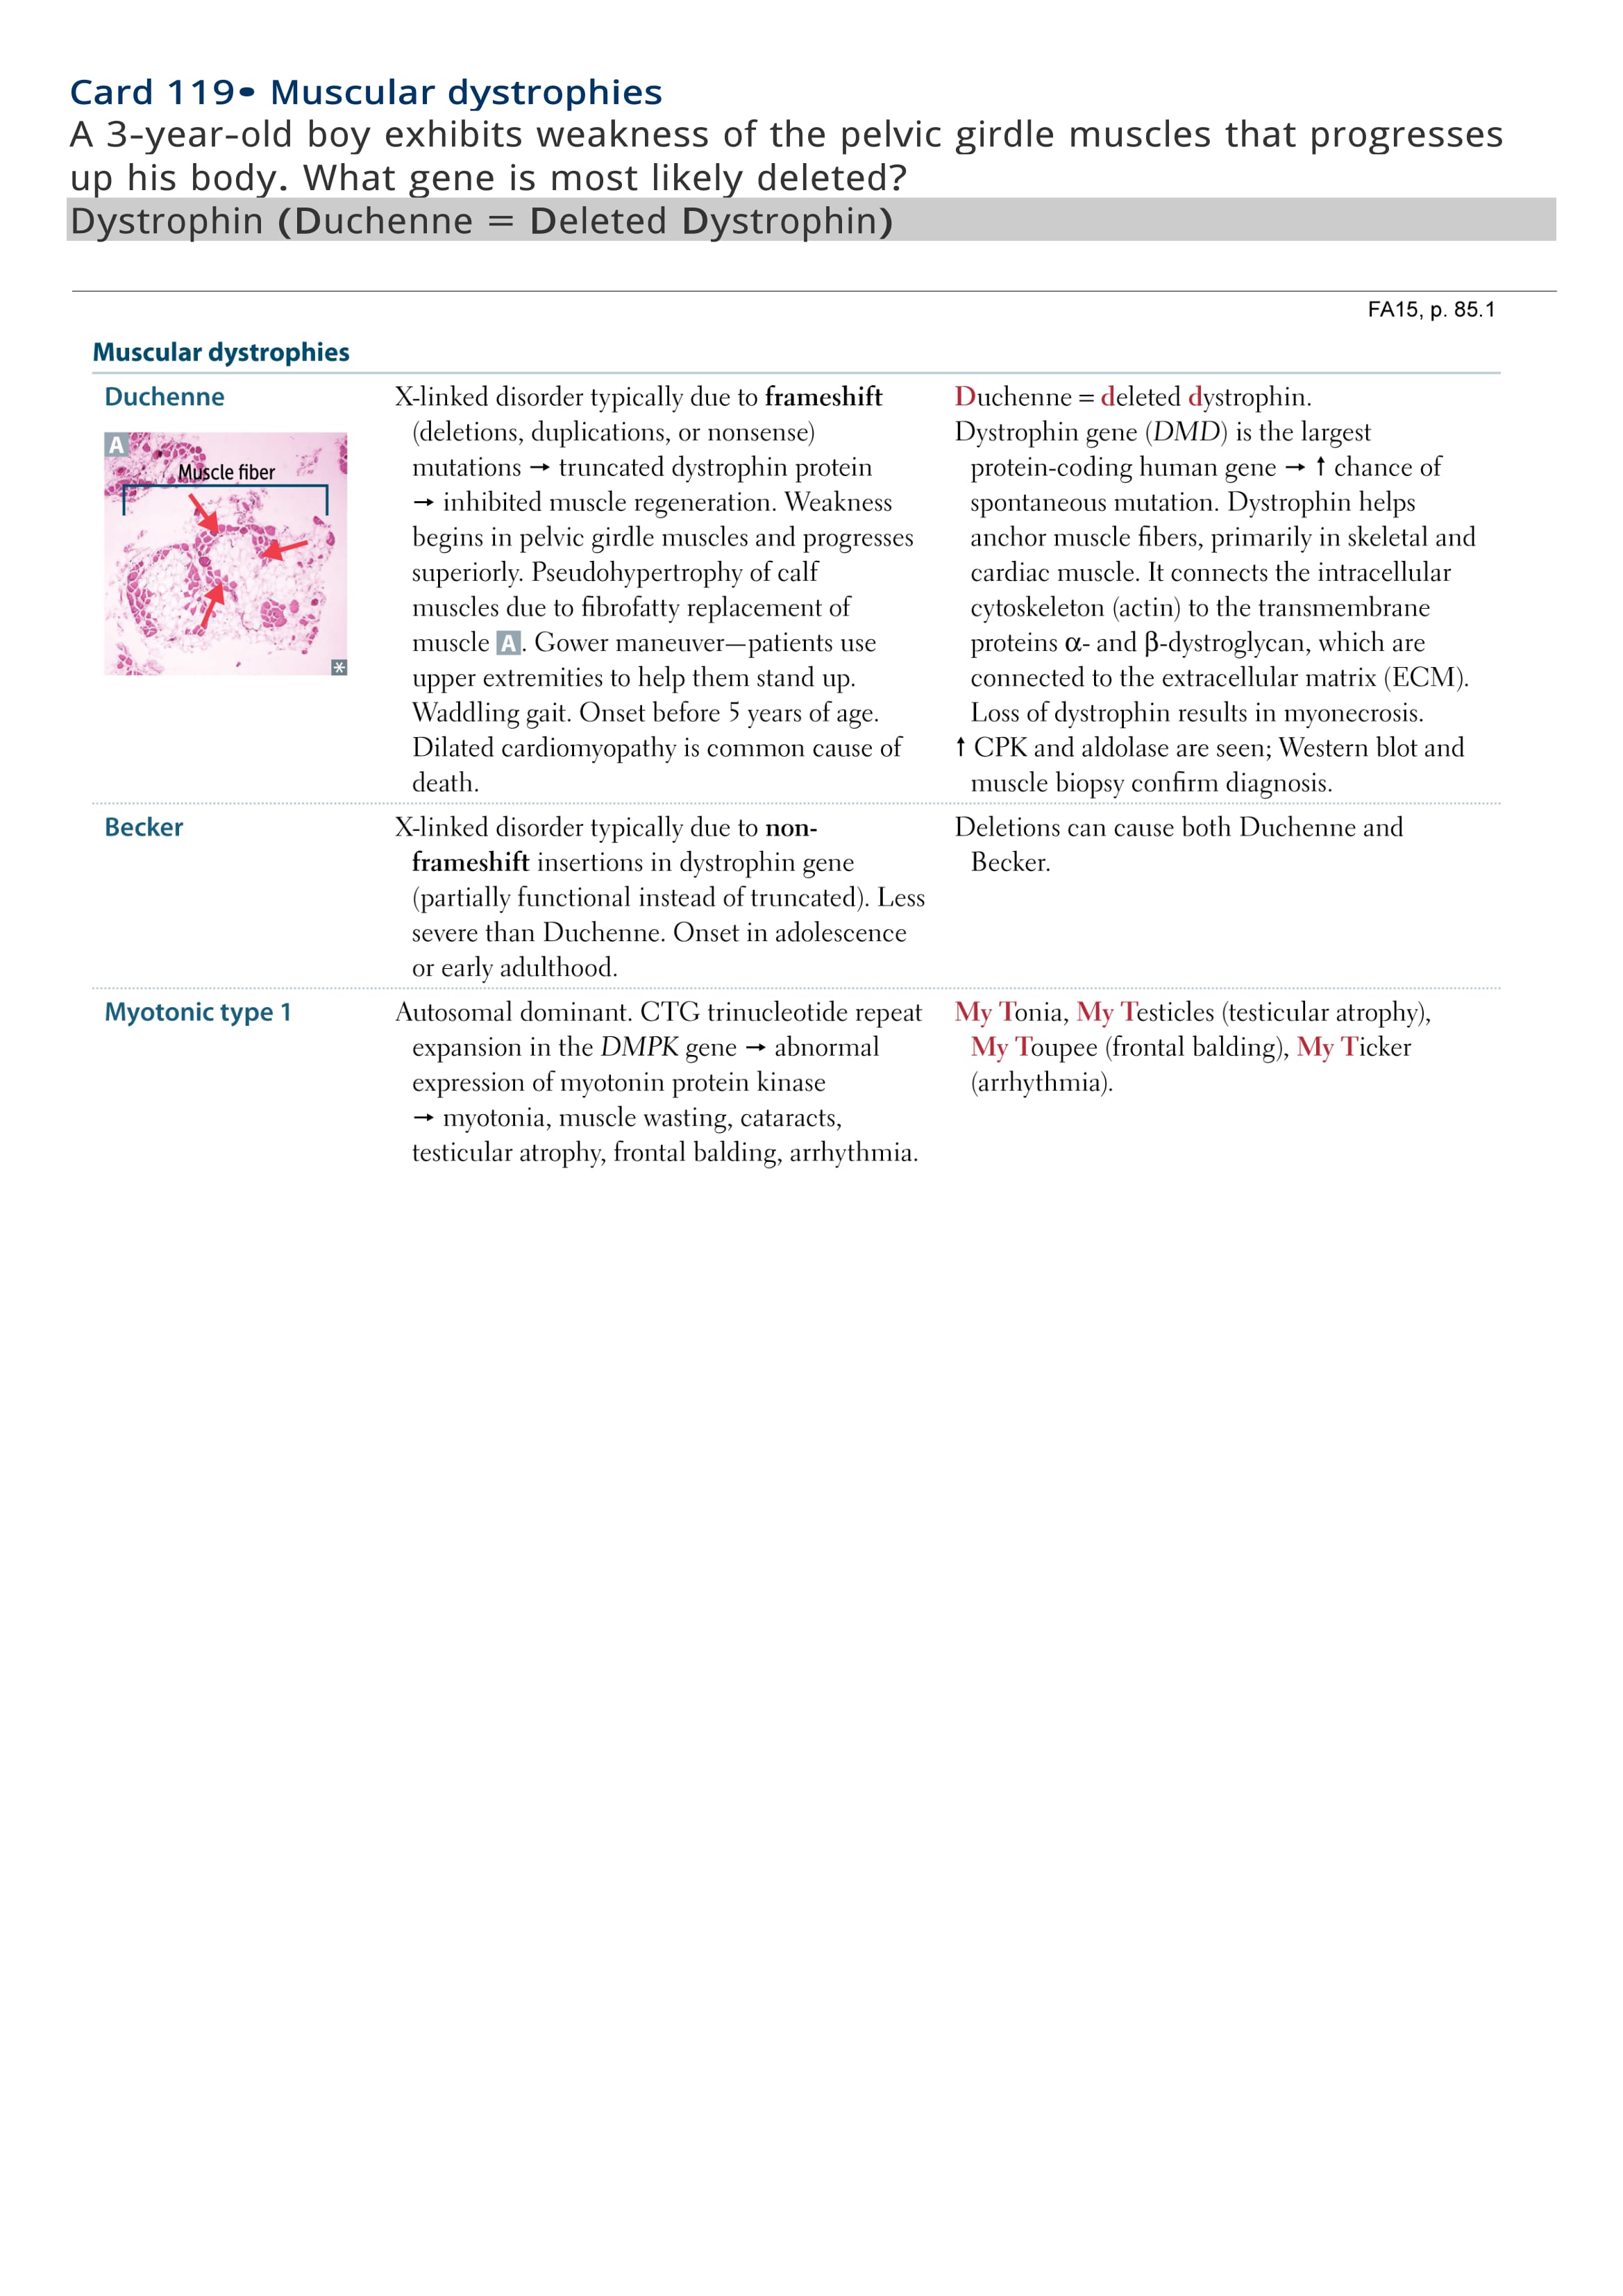 Card 119• Muscular dystrophies
A 3-year-old boy exhibits weakness of the pelvic girdle muscles that progresses
up his body. What gene is most likely deleted?
Dystrophin (Duchenne = Deleted Dystrophin)
FA15, p. 85.1
Muscular dystrophies
Duchenne
A
Muscle fiber
*
X-linked disorder typically due to frameshift
(deletions, duplications, or nonsense)
mutations → truncated dystrophin protein
→ inhibited muscle regeneration. Weakness
begins in pelvic girdle muscles and progresses
superiorly. Pseudohypertrophy of calf
muscles due to fibrofatty replacement of
muscle A. Gower maneuver—patients use
upper extremities to help them stand up.
Waddling gait. Onset before 5 years of age.
Dilated cardiomyopathy is common cause of
death.
Duchenne = deleted dystrophin.
Dystrophin gene (DMD) is the largest
protein-coding human gene → ↑ chance of
spontaneous mutation. Dystrophin helps
anchor muscle fibers, primarily in skeletal and
cardiac muscle. It connects the intracellular
cytoskeleton (actin) to the transmembrane
proteins α- and β-dystroglycan, which are
connected to the extracellular matrix (ECM).
Loss of dystrophin results in myonecrosis.
↑ CPK and aldolase are seen; Western blot and
muscle biopsy confirm diagnosis.
Becker
X-linked disorder typically due to non-
frameshift insertions in dystrophin gene
(partially functional instead of truncated). Less
severe than Duchenne. Onset in adolescence
or early adulthood.
Deletions can cause both Duchenne and
Becker.
Myotonic type 1
Autosomal dominant. CTG trinucleotide repeat
expansion in the DMPK gene → abnormal
expression of myotonin protein kinase
→ myotonia, muscle wasting, cataracts,
testicular atrophy, frontal balding, arrhythmia.
My Tonia, My Testicles (testicular atrophy),
My Toupee (frontal balding), My Ticker
(arrhythmia).